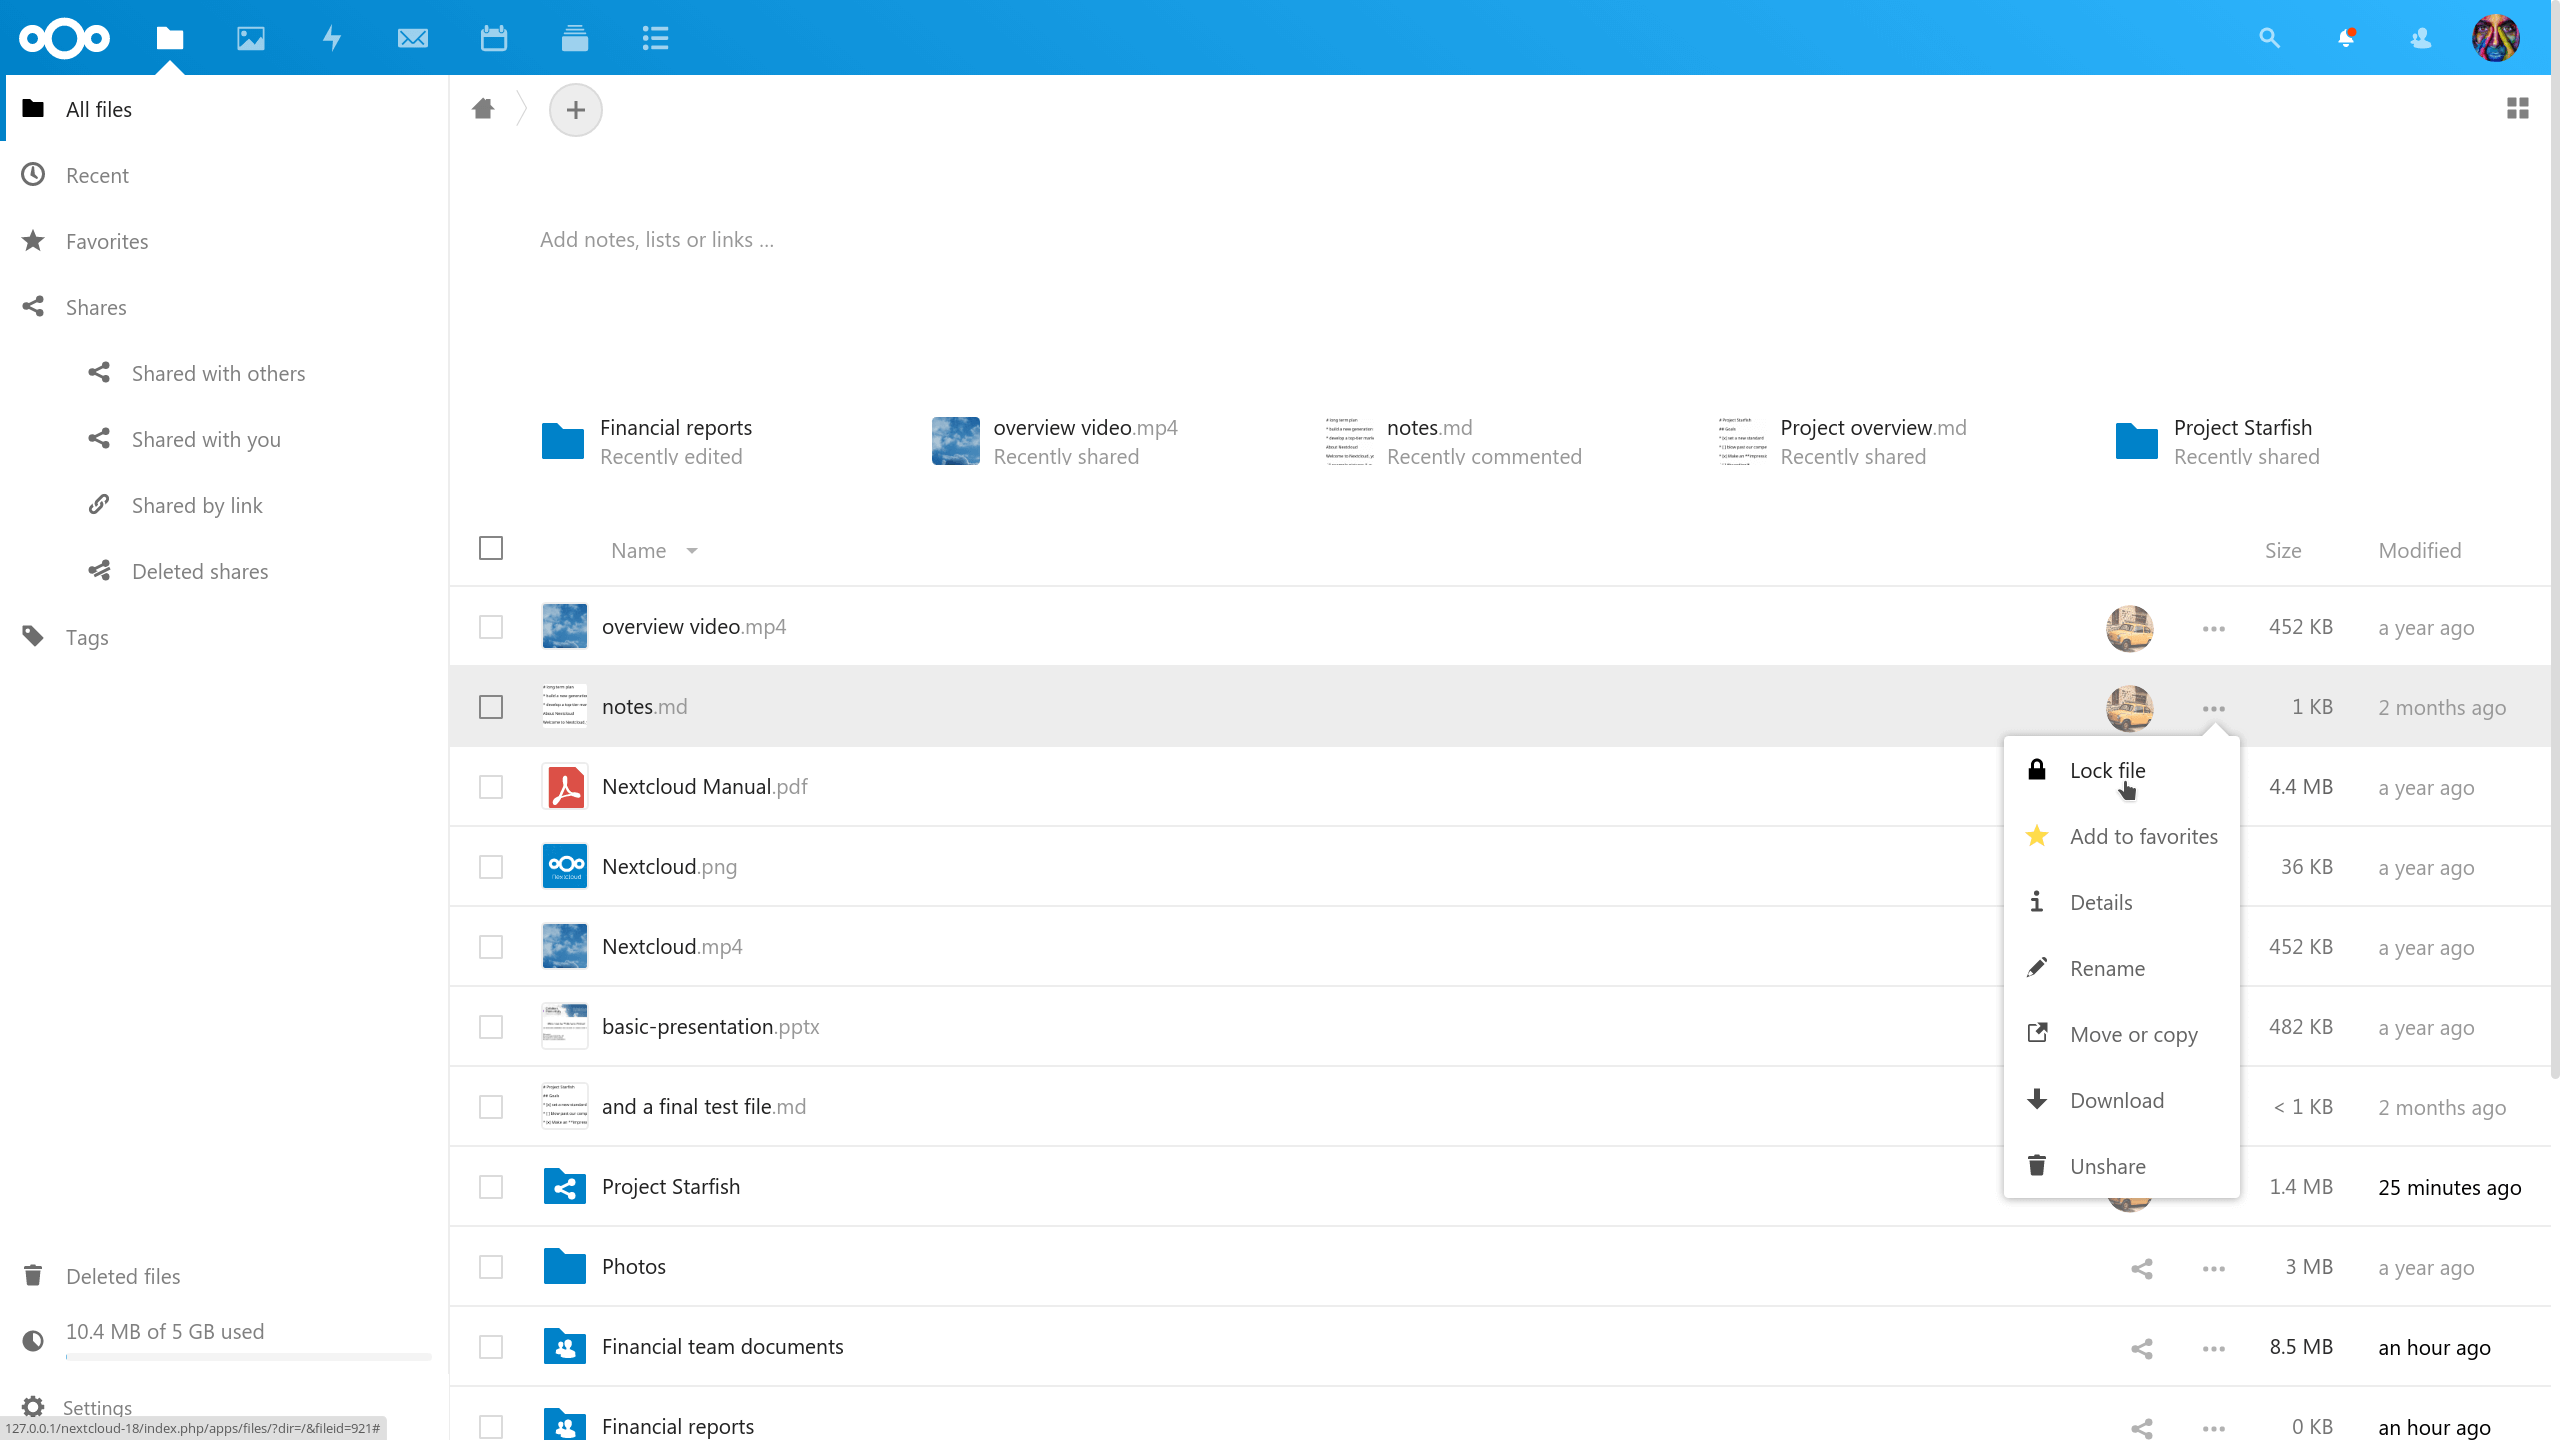 All files
Recent
Favorites
Shares
Shared with others
Shared with you
Shared by link
Deleted shares
Tags
Deleted files
10.4 MB of 5 GB used
Settings
127.0.0.1/nextcloud-18/index.php/apps/files/?dir=/&fileid=921#
Add notes, lists or links ...
Financial reports
Recently edited
overview video.mp4
Recently shared
notes.md
Recently commented
Project overview.md
Recently shared
Project Starfish
Recently shared
Name Size Modified
overview video.mp4 452 KB a year ago
notes.md 1 KB 2 months ago
Nextcloud Manual.pdf 4.4 MB a year ago
Nextcloud.png 36 KB a year ago
Nextcloud.mp4 452 KB a year ago
basic-presentation.pptx 482 KB a year ago
and a final test file.md < 1 KB 2 months ago
Project Starfish 1.4 MB 25 minutes ago
Photos 3 MB a year ago
Financial team documents 8.5 MB an hour ago
Financial reports 0 KB an hour ago
Lock file
Add to favorites
Details
Rename
Move or copy
Download
Unshare